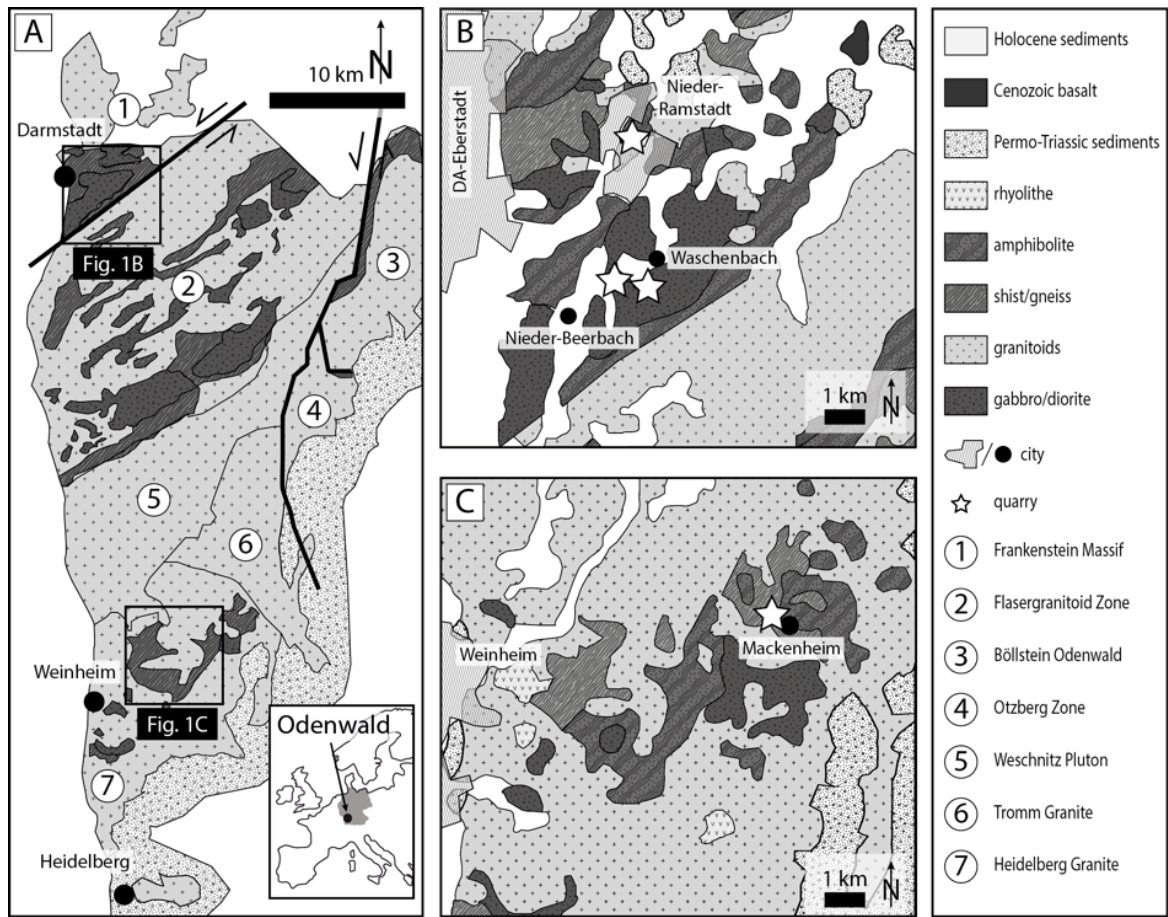 A
10 km
N
1
Darmstadt
Fig. 1B
2
3
4
5
6
Weinheim
Fig. 1C
7
Heidelberg
Odenwald
B
Nieder-
Ramstadt
DA-Eberstadt
Waschenbach
Nieder-Beerbach
1 km
N
C
Weinheim
Mackenheim
1 km
N
Holocene sediments
Cenozoic basalt
Permo-Triassic sediments
rhyolithe
amphibolite
shist/gneiss
granitoids
gabbro/diorite
/ city
quarry
1 Frankenstein Massif
2 Flasergranitoid Zone
3 Böllstein Odenwald
4 Otzberg Zone
5 Weschnitz Pluton
6 Tromm Granite
7 Heidelberg Granite